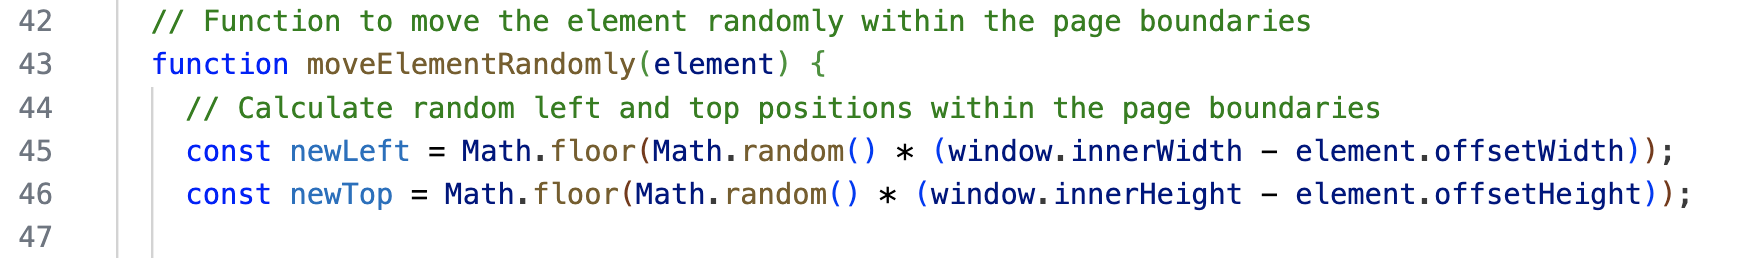 42 // Function to move the element randomly within the page boundaries
43 function moveElementRandomly(element) {
44 // Calculate random left and top positions within the page boundaries
45 const newLeft = Math.floor(Math.random() * (window.innerWidth - element.offsetWidth));
46 const newTop = Math.floor(Math.random() * (window.innerHeight - element.offsetHeight));
47